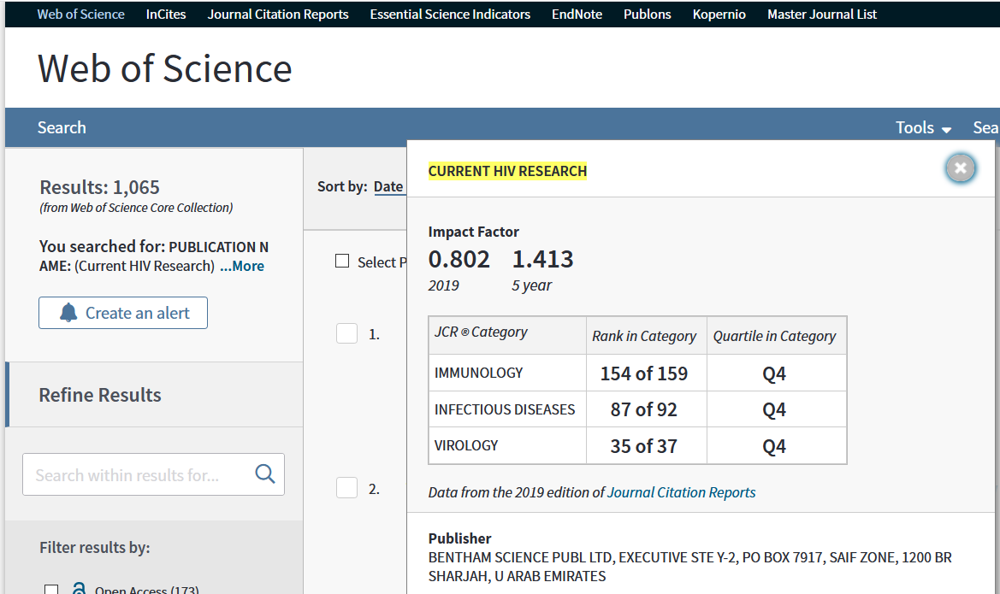 Web of Science InCites Journal Citation Reports Essential Science Indicators EndNote Publons Kopernio Master Journal List
Web of Science
Search Tools Sea
Results: 1,065
(from Web of Science Core Collection)
You searched for: PUBLICATION N
AME: (Current HIV Research) ...More
Create an alert
Refine Results
Search within results for...
Filter results by:
Open Access (173)
Sort by: Date
Select P
1.
2.
CURRENT HIV RESEARCH
Impact Factor
0.802 1.413
2019 5 year
JCR ® Category Rank in Category Quartile in Category
IMMUNOLOGY 154 of 159 Q4
INFECTIOUS DISEASES 87 of 92 Q4
VIROLOGY 35 of 37 Q4
Data from the 2019 edition of Journal Citation Reports
Publisher
BENTHAM SCIENCE PUBL LTD, EXECUTIVE STE Y-2, PO BOX 7917, SAIF ZONE, 1200 BR
SHARJAH, U ARAB EMIRATES